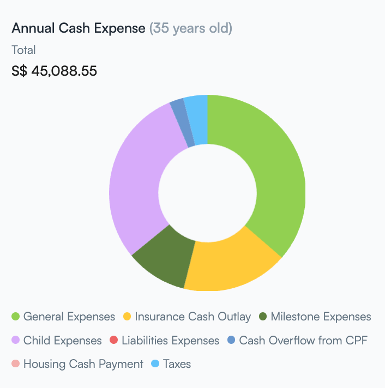 Annual Cash Expense (35 years old)
Total
S$ 45,088.55
General Expenses Insurance Cash Outlay Milestone Expenses
Child Expenses Liabilities Expenses Cash Overflow from CPF
Housing Cash Payment Taxes